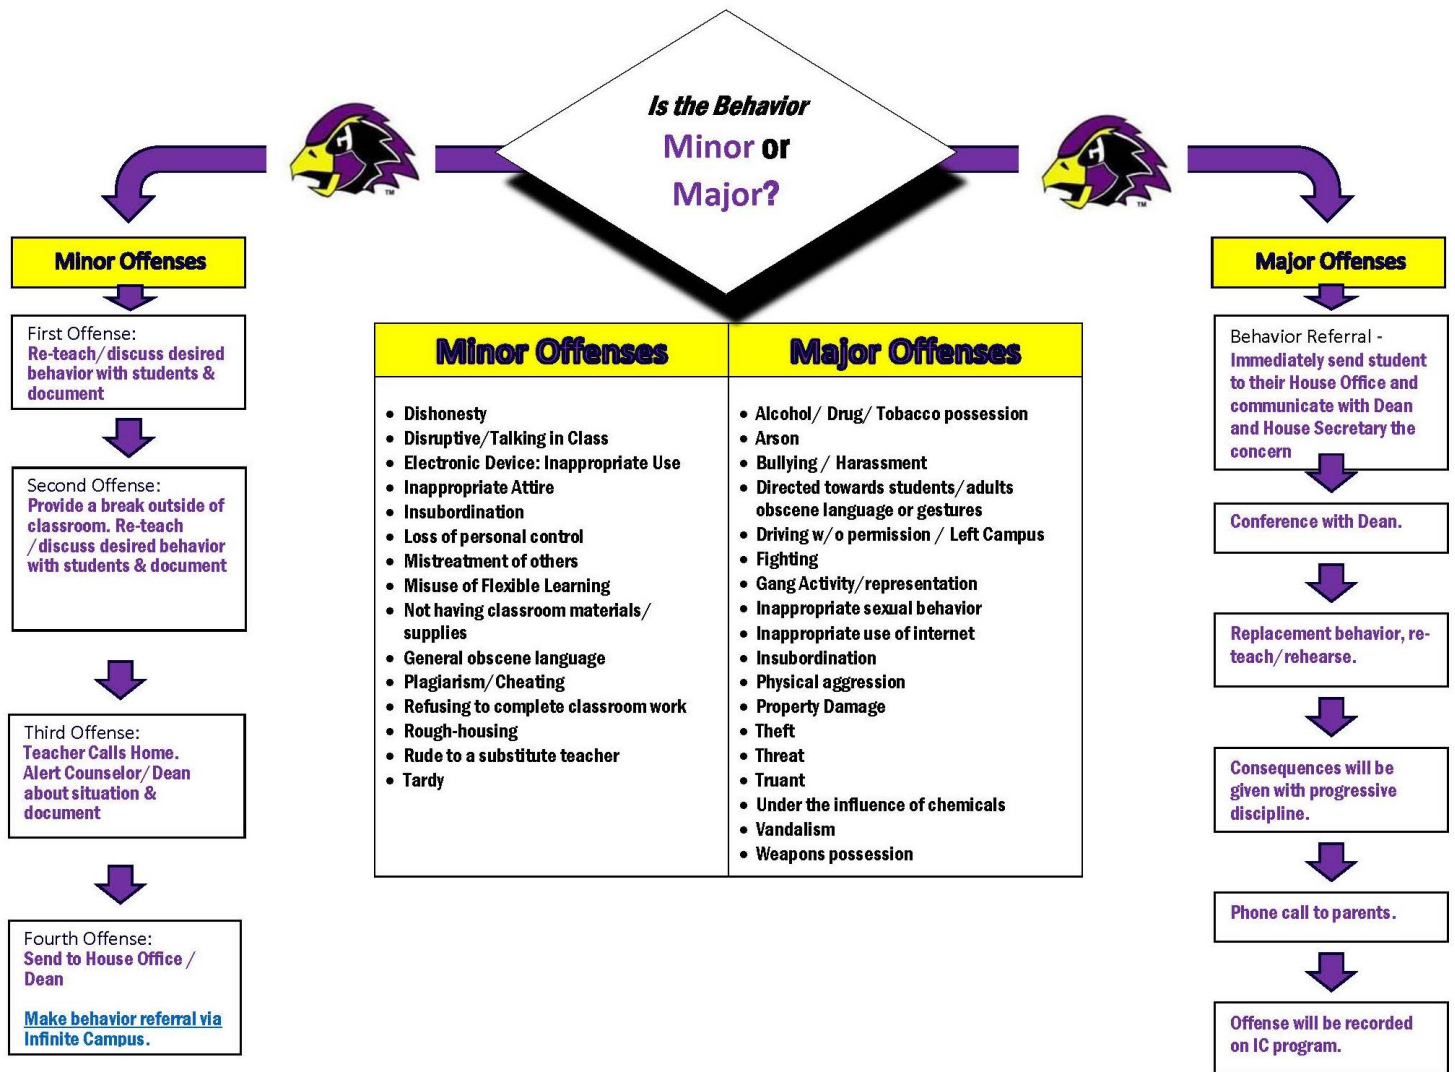 Is the Behavior
Minor or
Major?
H
TM
H
TM
Minor Offenses
First Offense:
Re-teach/discuss desired
behavior with students &
document
Second Offense:
Provide a break outside of
classroom. Re-teach
/discuss desired behavior
with students & document
Third Offense:
Teacher Calls Home.
Alert Counselor/Dean
about situation &
document
Fourth Offense:
Send to House Office /
Dean
Make behavior referral via
Infinite Campus.
Minor Offenses
• Dishonesty
• Disruptive/Talking in Class
• Electronic Device: Inappropriate Use
• Inappropriate Attire
• Insubordination
• Loss of personal control
• Mistreatment of others
• Misuse of Flexible Learning
• Not having classroom materials/
supplies
• General obscene language
• Plagiarism/Cheating
• Refusing to complete classroom work
• Rough-housing
• Rude to a substitute teacher
• Tardy
Major Offenses
• Alcohol/ Drug/ Tobacco possession
• Arson
• Bullying / Harassment
• Directed towards students/adults
obscene language or gestures
• Driving w/o permission / Left Campus
• Fighting
• Gang Activity/representation
• Inappropriate sexual behavior
• Inappropriate use of internet
• Insubordination
• Physical aggression
• Property Damage
• Theft
• Threat
• Truant
• Under the influence of chemicals
• Vandalism
• Weapons possession
Major Offenses
Behavior Referral -
Immediately send student
to their House Office and
communicate with Dean
and House Secretary the
concern
Conference with Dean.
Replacement behavior, re-
teach/rehearse.
Consequences will be
given with progressive
discipline.
Phone call to parents.
Offense will be recorded
on IC program.